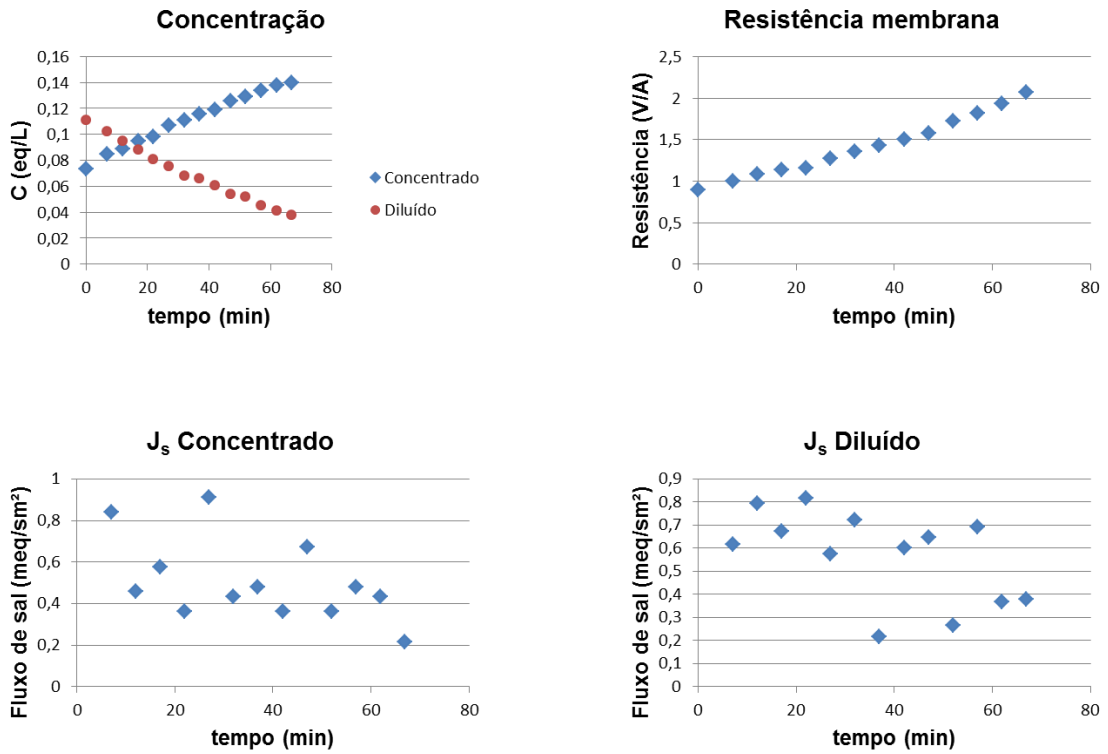 Concentração
C (eq/L)
0,16
0,14
0,12
0,1
0,08
0,06
0,04
0,02
0
0 20 40 60 80
tempo (min)
Concentrado
Diluído
Resistência membrana
Resistência (V/A)
2,5
2
1,5
1
0,5
0
0 20 40 60 80
tempo (min)
Js Concentrado
Fluxo de sal (meq/sm²)
1
0,8
0,6
0,4
0,2
0
0 20 40 60 80
tempo (min)
Js Diluído
Fluxo de sal (meq/sm²)
0,9
0,8
0,7
0,6
0,5
0,4
0,3
0,2
0,1
0
0 20 40 60 80
tempo (min)